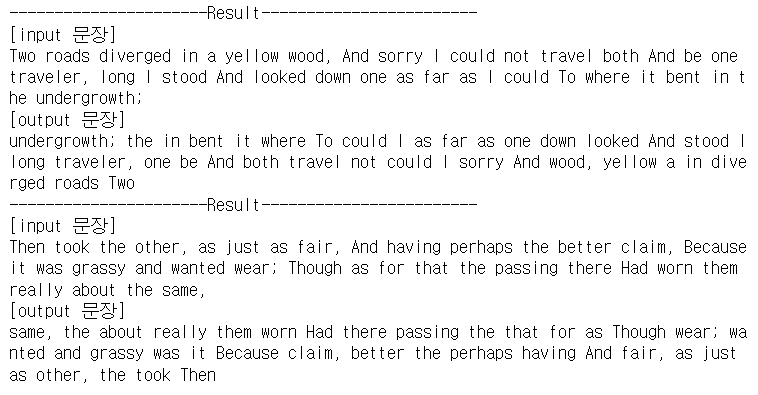 ----------------------Result------------------------
[input 문장]
Two roads diverged in a yellow wood, And sorry I could not travel both And be one
traveler, long I stood And looked down one as far as I could To where it bent in t
he undergrowth;
[output 문장]
undergrowth; the in bent it where To could I as far as one down looked And stood I
long traveler, one be And both travel not could I sorry And wood, yellow a in dive
rged roads Two
----------------------Result------------------------
[input 문장]
Then took the other, as just as fair, And having perhaps the better claim, Because
it was grassy and wanted wear; Though as for that the passing there Had worn them
really about the same,
[output 문장]
same, the about really them worn Had there passing the that for as Though wear; wa
nted and grassy was it Because claim, better the perhaps having And fair, as just
as other, the took Then